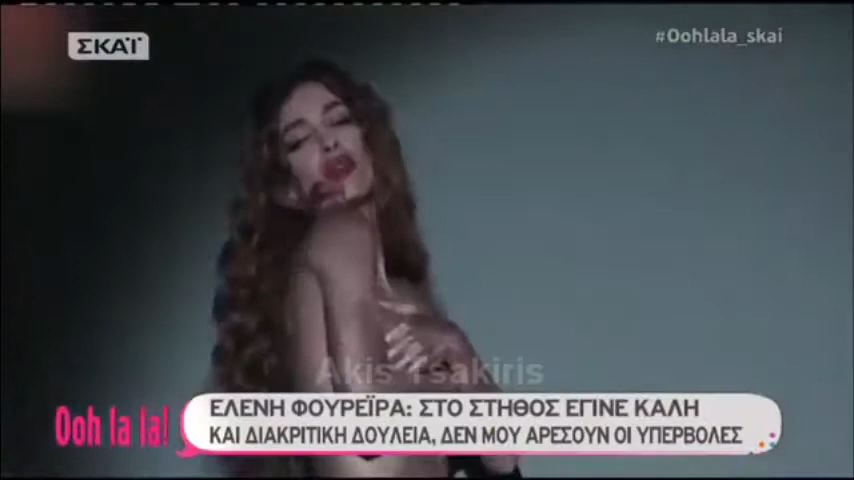 ΣΚΑΪ
#Oohlala_skai
Akis Tsakiris
Ooh la la!
ΕΛΕΝΗ ΦΟΥΡΕΪΡΑ: ΣΤΟ ΣΤΗΘΟΣ ΕΓΙΝΕ ΚΑΛΗ
ΚΑΙ ΔΙΑΚΡΙΤΙΚΗ ΔΟΥΛΕΙΑ, ΔΕΝ ΜΟΥ ΑΡΕΣΟΥΝ ΟΙ ΥΠΕΡΒΟΛΕΣ